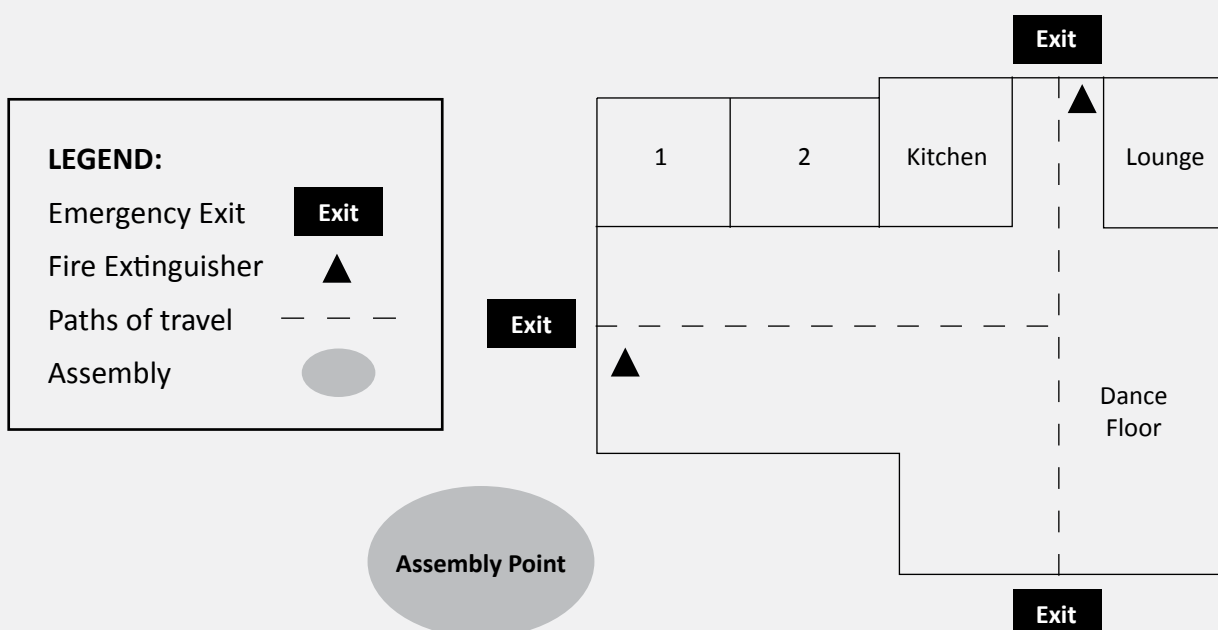 Exit
LEGEND:
Emergency Exit Exit
Fire Extinguisher
Paths of travel
Assembly
1
2
Kitchen
Lounge
Exit
Dance
Floor
Assembly Point
Exit